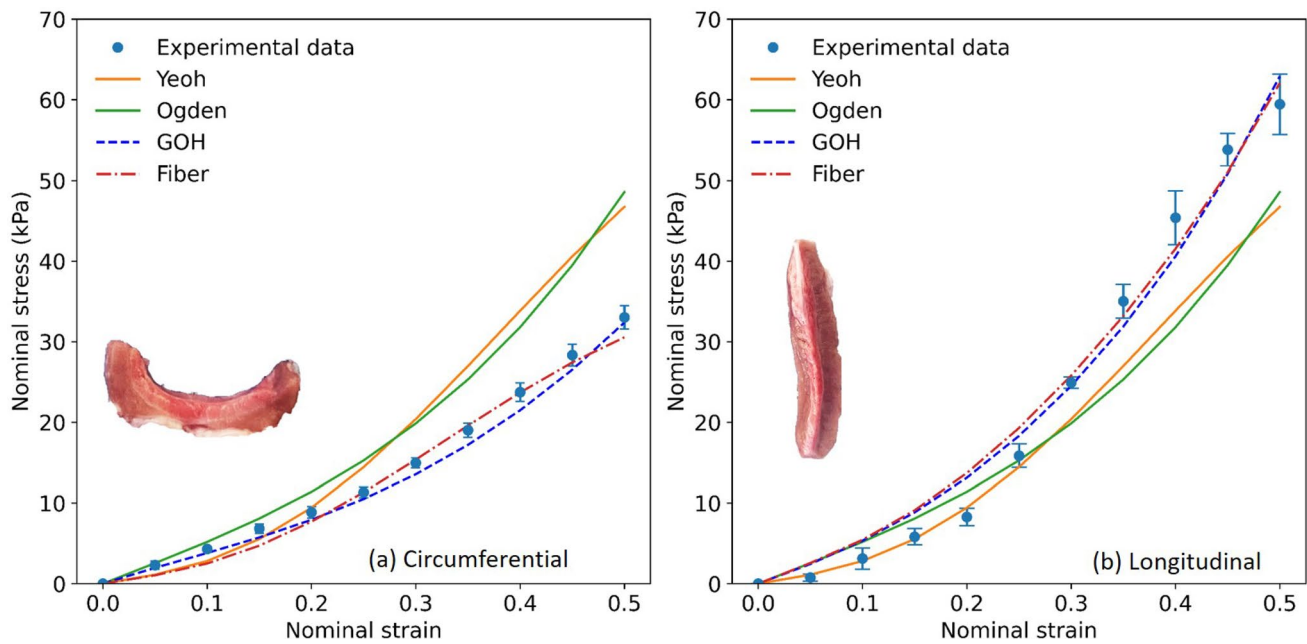 70
60
50
40
30
20
10
0
Nominal stress (kPa)
Experimental data
Yeoh
Ogden
GOH
Fiber
(a) Circumferential
0.0 0.1 0.2 0.3 0.4 0.5
Nominal strain
70
60
50
40
30
20
10
0
Nominal stress (kPa)
Experimental data
Yeoh
Ogden
GOH
Fiber
(b) Longitudinal
0.0 0.1 0.2 0.3 0.4 0.5
Nominal strain